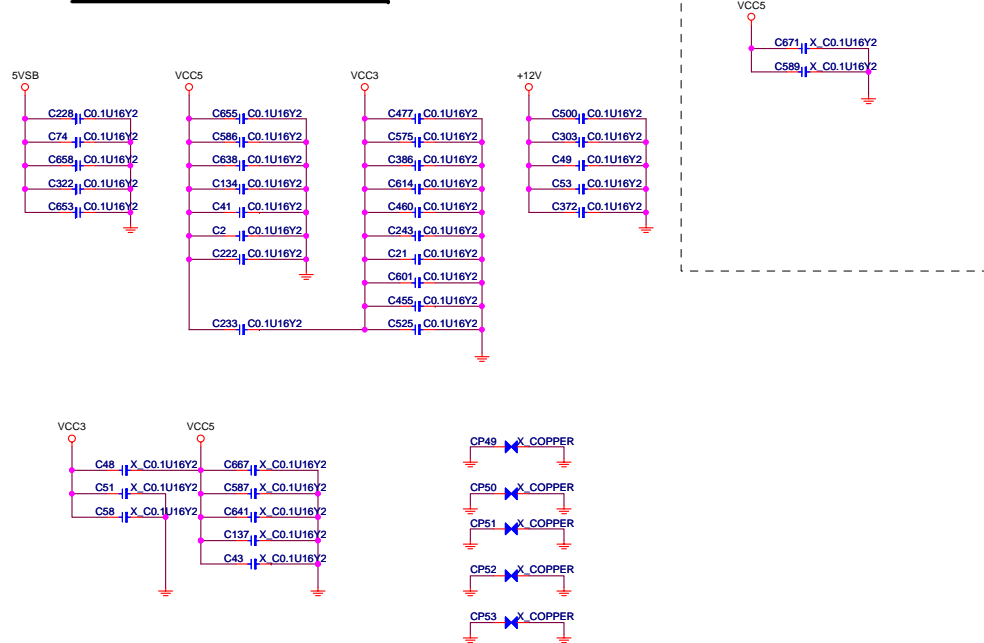 VCC5
C671 X_C0.1U16Y2
C589 X_C0.1U16Y2
5VSB
C228 C0.1U16Y2
C74 C0.1U16Y2
C658 C0.1U16Y2
C322 C0.1U16Y2
C653 C0.1U16Y2
VCC5
C655 C0.1U16Y2
C586 C0.1U16Y2
C638 C0.1U16Y2
C134 C0.1U16Y2
C41 C0.1U16Y2
C2 C0.1U16Y2
C222 C0.1U16Y2
C233 C0.1U16Y2
VCC3
C477 C0.1U16Y2
C575 C0.1U16Y2
C386 C0.1U16Y2
C614 C0.1U16Y2
C460 C0.1U16Y2
C243 C0.1U16Y2
C21 C0.1U16Y2
C601 C0.1U16Y2
C455 C0.1U16Y2
C525 C0.1U16Y2
+12V
C500 C0.1U16Y2
C303 C0.1U16Y2
C49 C0.1U16Y2
C53 C0.1U16Y2
C372 C0.1U16Y2
VCC3
C48 X_C0.1U16Y2
C51 X_C0.1U16Y2
C58 X_C0.1U16Y2
VCC5
C667 X_C0.1U16Y2
C587 X_C0.1U16Y2
C641 X_C0.1U16Y2
C137 X_C0.1U16Y2
C43 X_C0.1U16Y2
CP49 X_COPPER
CP50 X_COPPER
CP51 X_COPPER
CP52 X_COPPER
CP53 X_COPPER